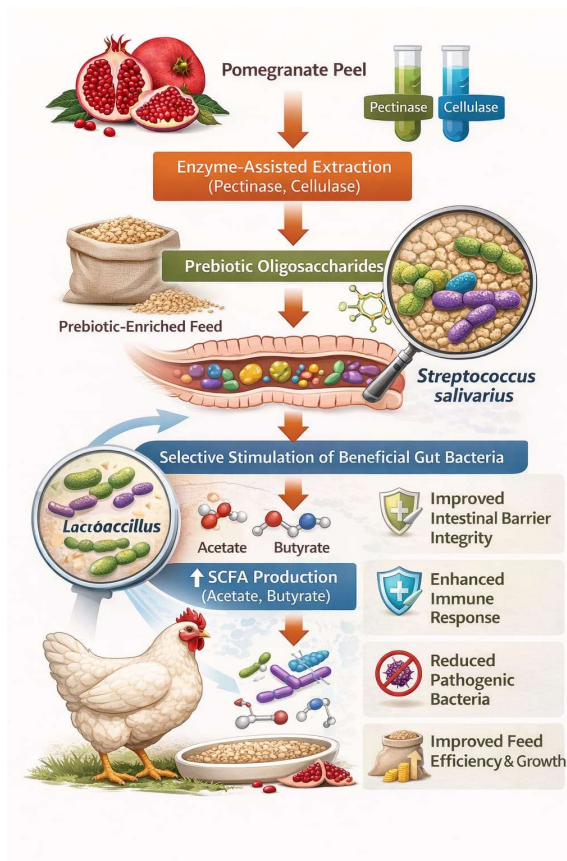 Pomegranate Peel
Pectinase
Cellulase
Enzyme-Assisted Extraction
(Pectinase, Cellulase)
Prebiotic Oligosaccharides
Prebiotic-Enriched Feed
Streptococcus
salivarius
Selective Stimulation of Beneficial Gut Bacteria
Lactoaccillus
Acetate
Butyrate
↑ SCFA Production
(Acetate, Butyrate)
Improved
Intestinal Barrier
Integrity
Enhanced
Immune
Response
Reduced
Pathogenic
Bacteria
Improved Feed
Efficiency & Growth